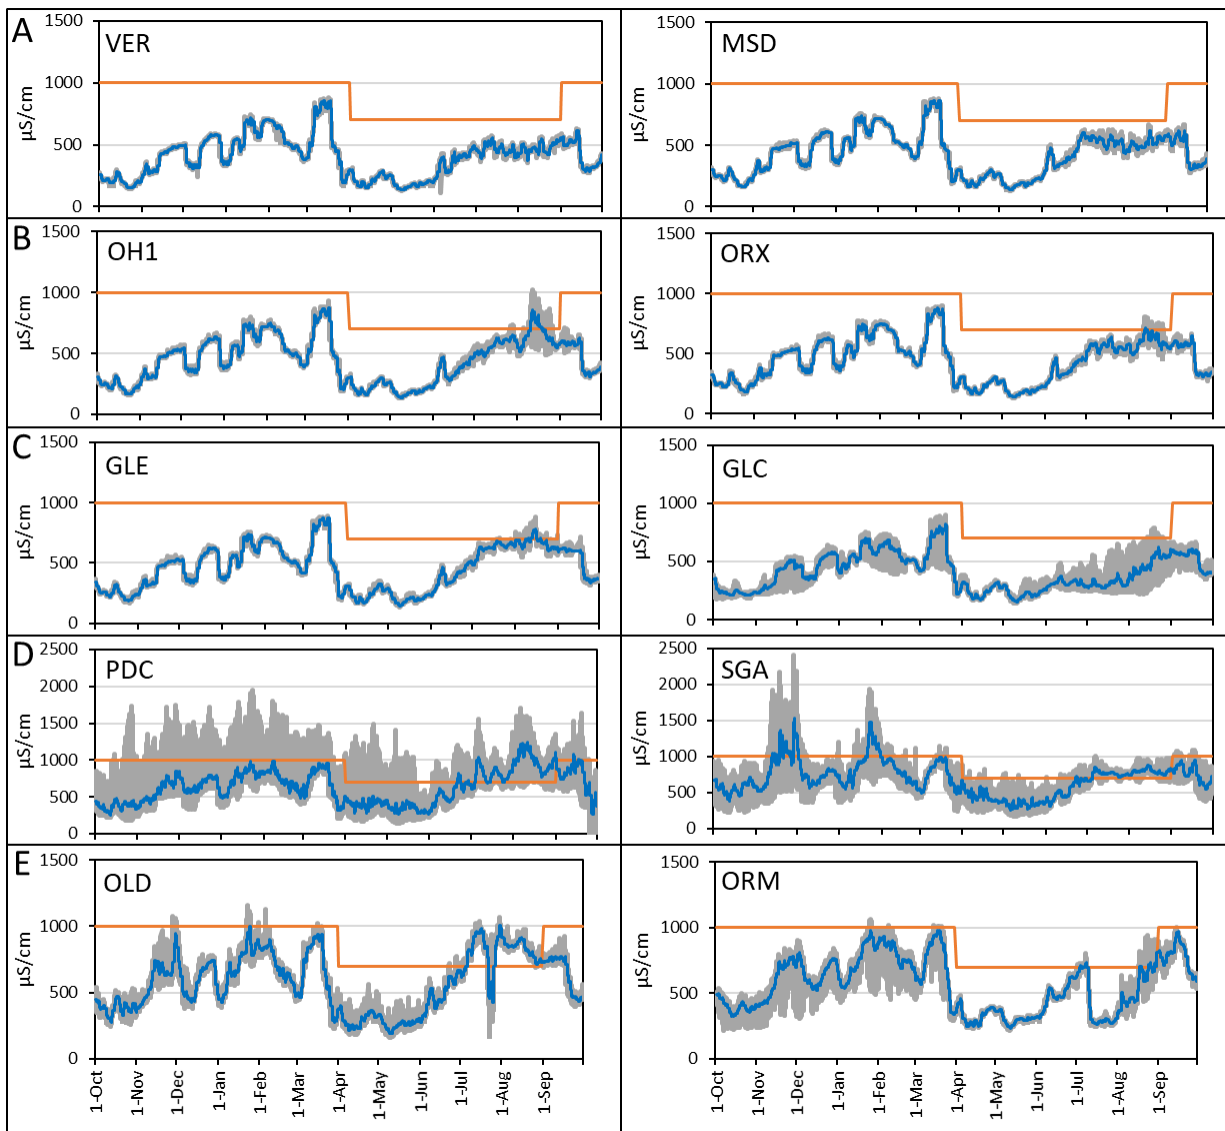 A
VER
µS/cm
1500
1000
500
0
MSD
µS/cm
1500
1000
500
0
B
OH1
µS/cm
1500
1000
500
0
ORX
µS/cm
1500
1000
500
0
C
GLE
µS/cm
1500
1000
500
0
GLC
µS/cm
1500
1000
500
0
D
PDC
µS/cm
2500
2000
1500
1000
500
0
SGA
µS/cm
2500
2000
1500
1000
500
0
E
OLD
µS/cm
1500
1000
500
0
1-Oct
1-Nov
1-Dec
1-Jan
1-Feb
1-Mar
1-Apr
1-May
1-Jun
1-Jul
1-Aug
1-Sep
ORM
µS/cm
1500
1000
500
0
1-Oct
1-Nov
1-Dec
1-Jan
1-Feb
1-Mar
1-Apr
1-May
1-Jun
1-Jul
1-Aug
1-Sep